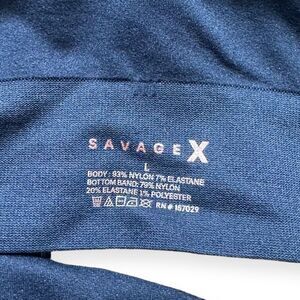 SAVAGE X
L
BODY: 93% NYLON 7% ELASTANE
BOTTOM BAND: 79% NYLON
20% ELASTANE 1% POLYESTER
RN # 167029